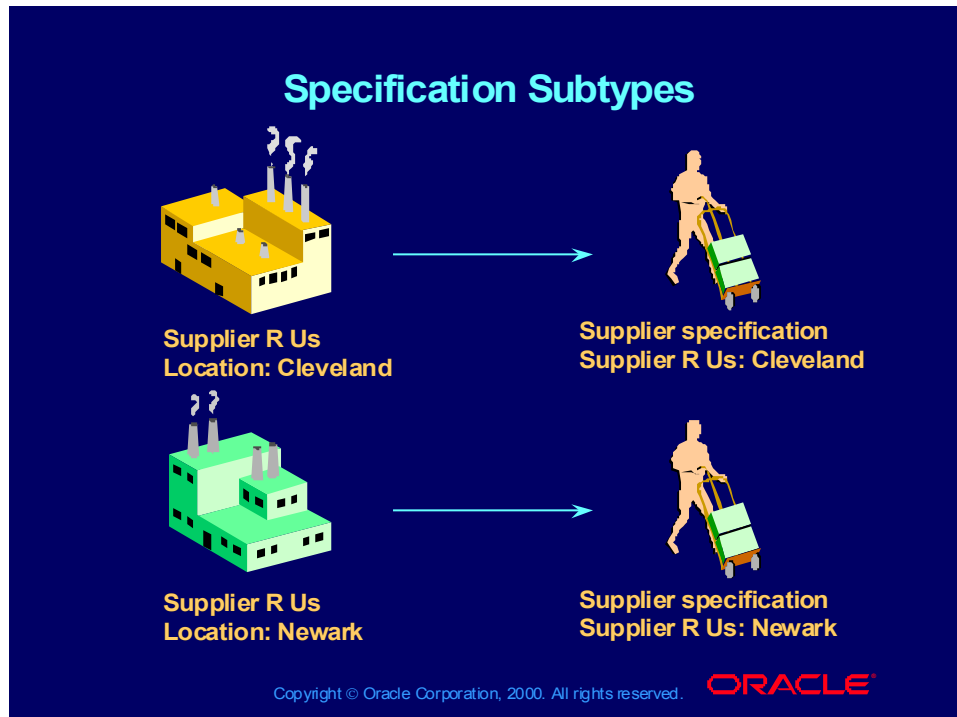 Specification Subtypes
Supplier R Us
Location: Cleveland
Supplier specification
Supplier R Us: Cleveland
Supplier R Us
Location: Newark
Supplier specification
Supplier R Us: Newark
Copyright © Oracle Corporation, 2000. All rights reserved.
ORACLE®